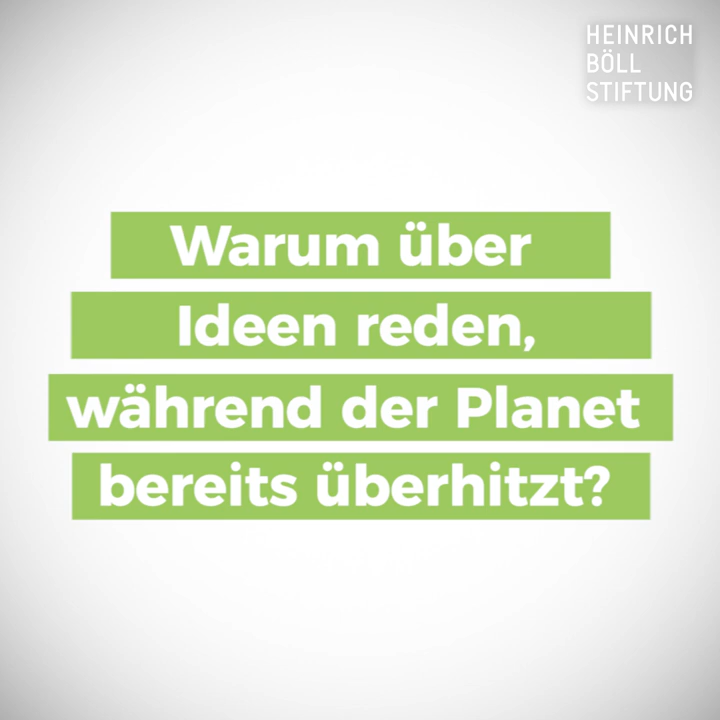 HEINRICH
BÖLL
STIFTUNG
Warum über
Ideen reden,
während der Planet
bereits überhitzt?